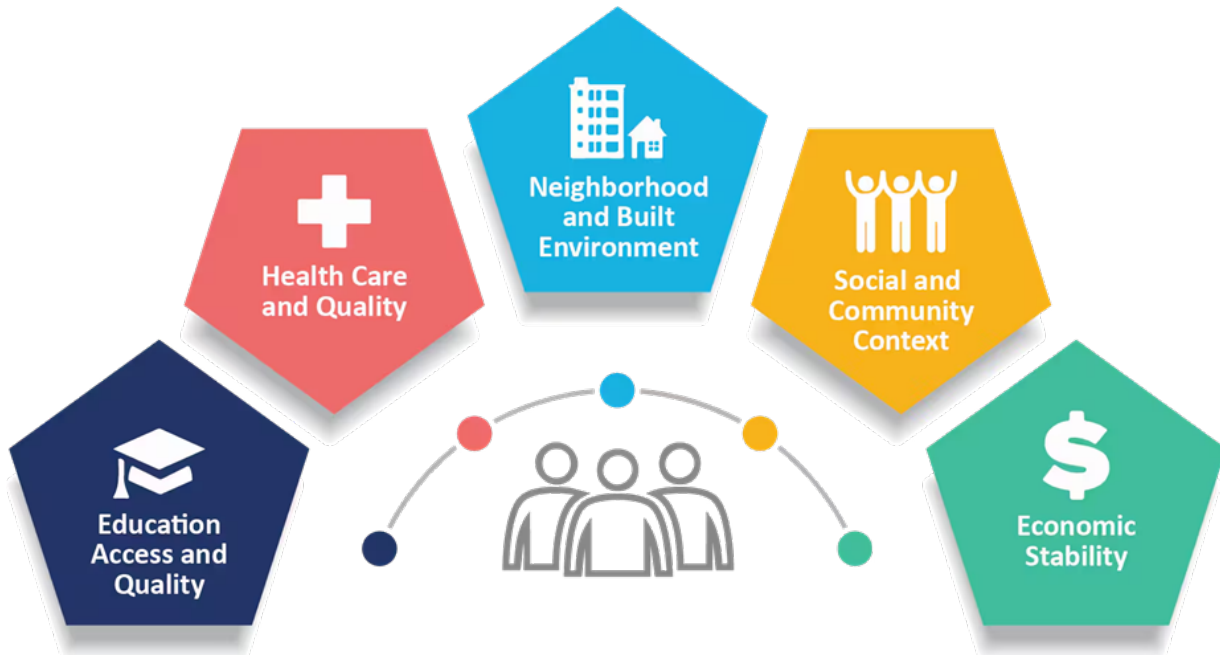 Education
Access and
Quality
Health Care
and Quality
Neighborhood
and Built
Environment
Social and
Community
Context
$
Economic
Stability